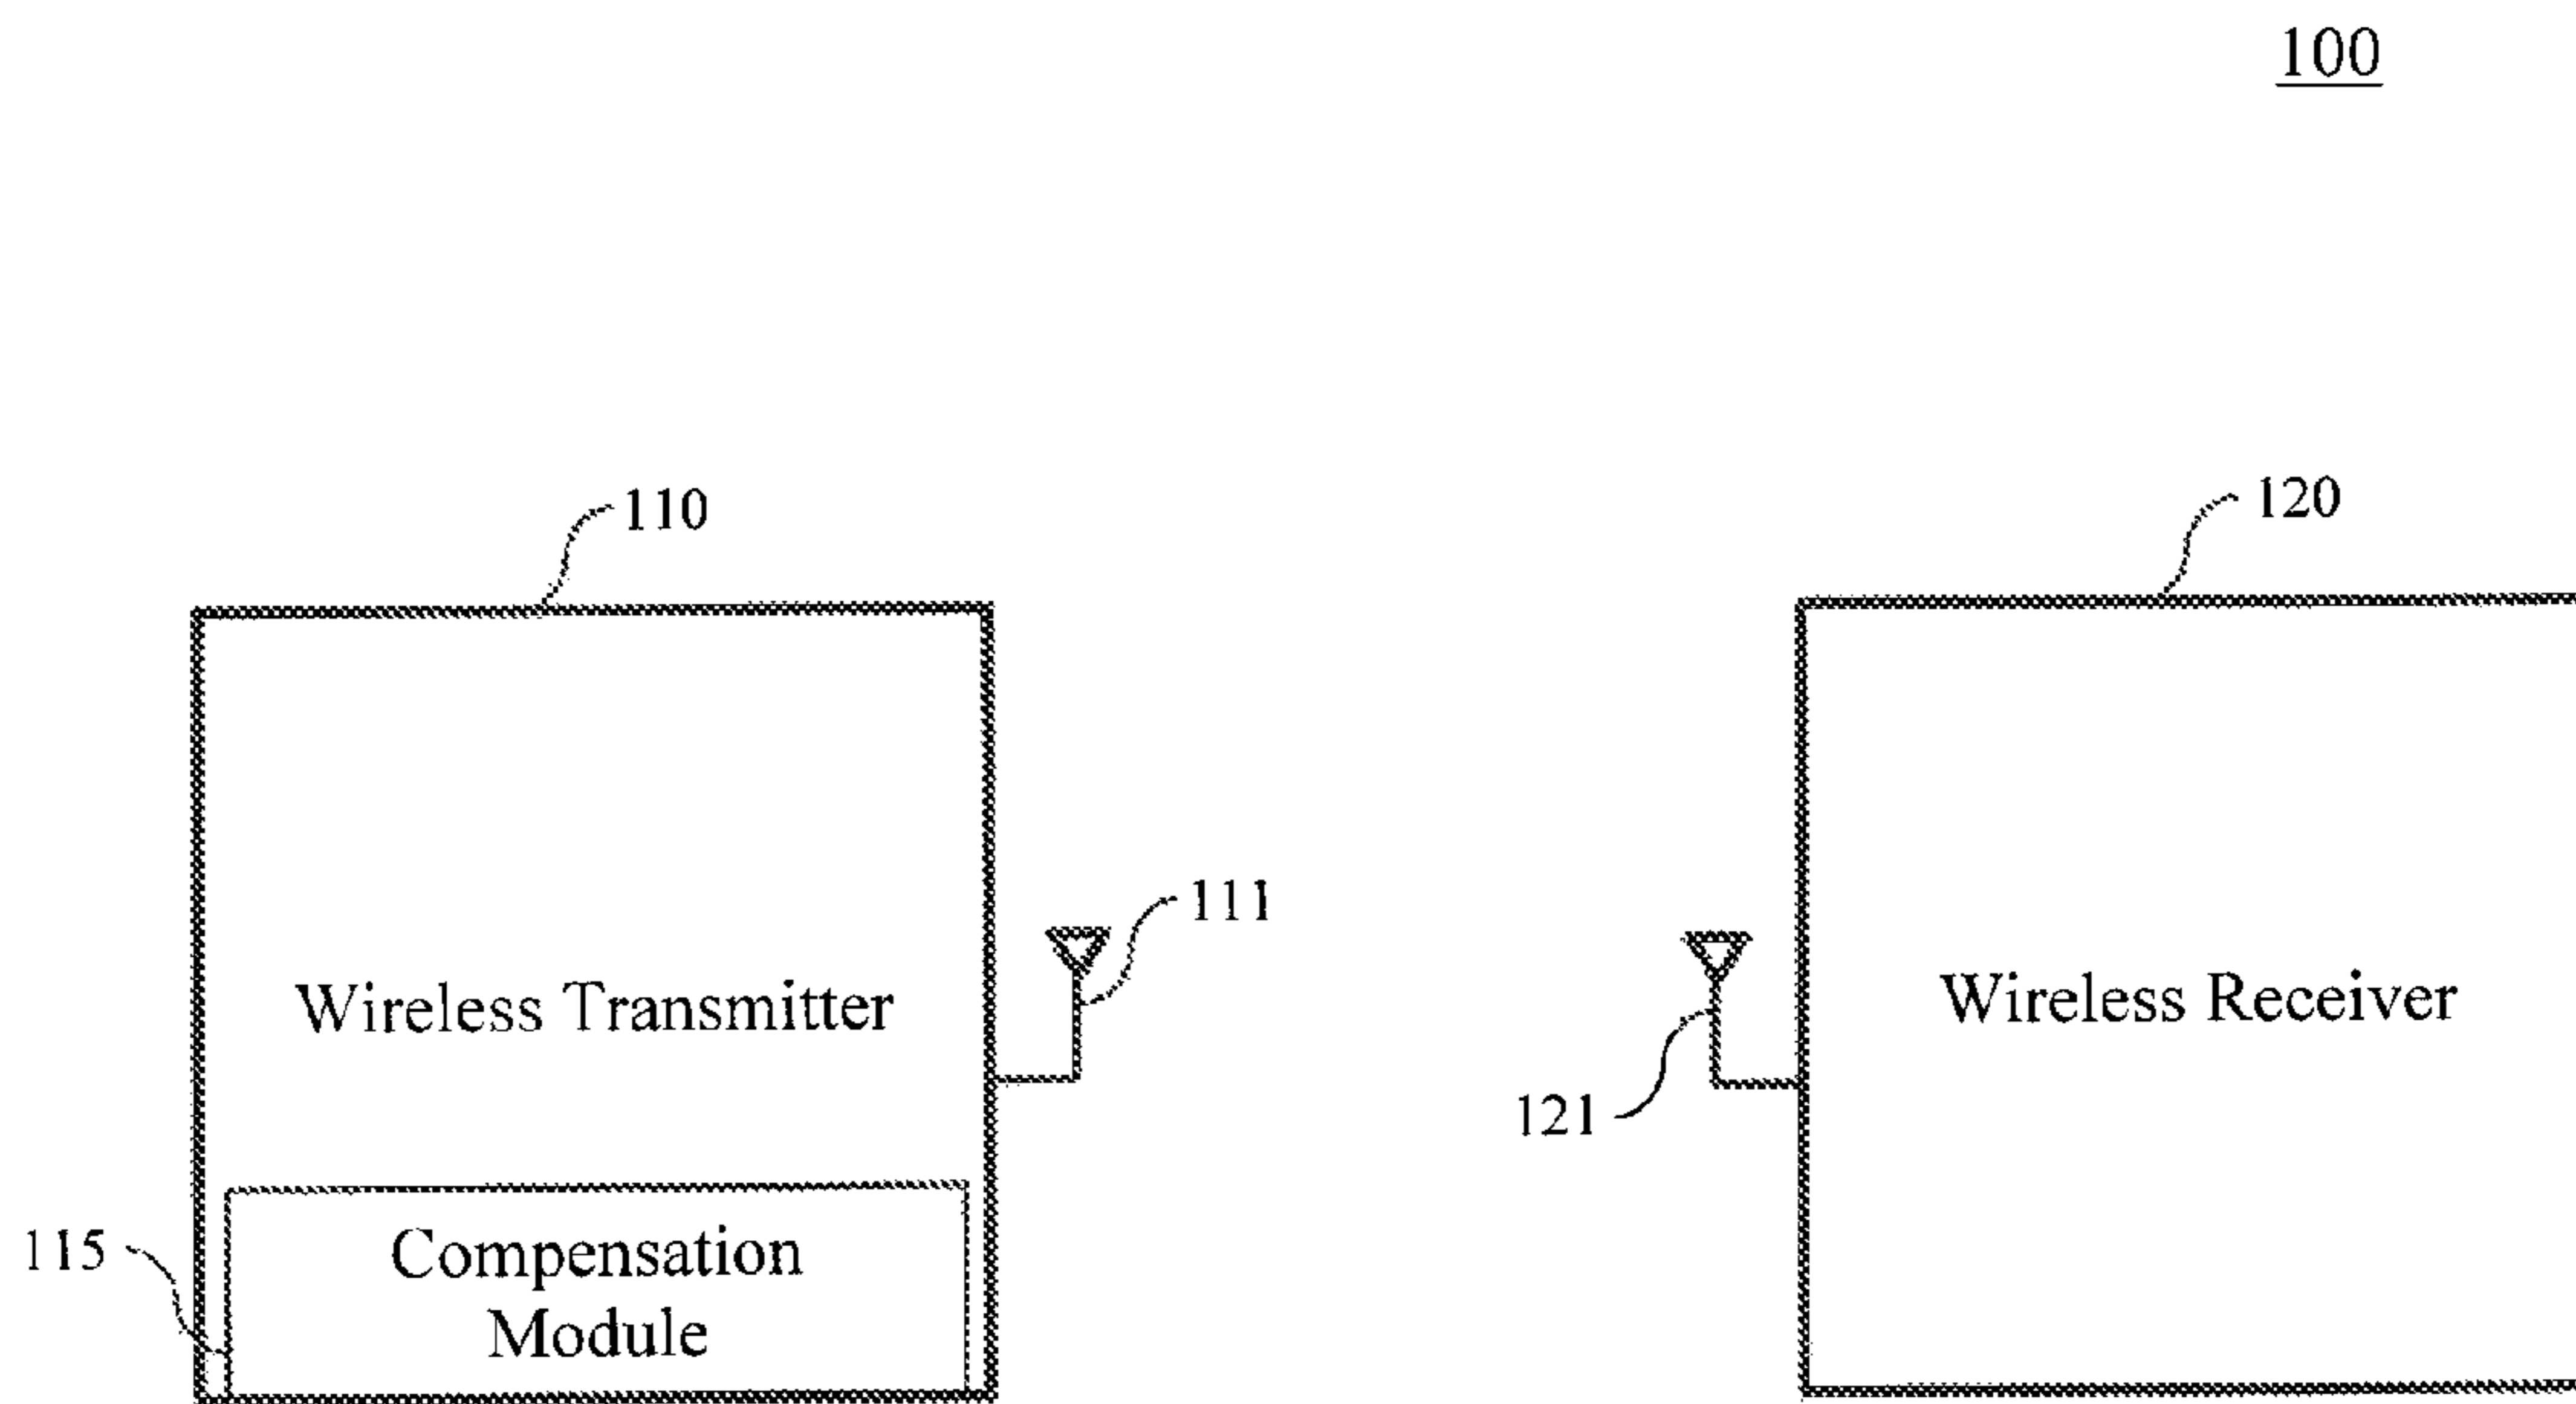 100
110
120
111
Wireless Transmitter
Wireless Receiver
121
115
Compensation
Module